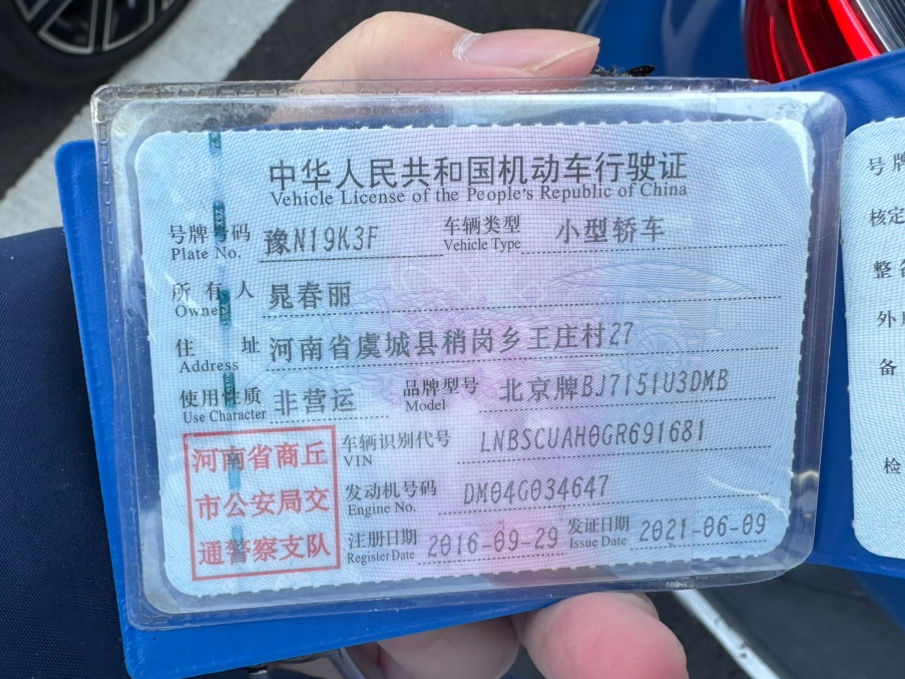 中华人民共和国机动车行驶证
Vehicle License of the People's Republic of China
号牌号码 豫N19K3F 车辆类型 小型轿车
Plate No. Vehicle Type
所有人 晁春丽
Owner
住址 河南省虞城县稍岗乡王庄村27
Address
使用性质 非营运 品牌型号 北京牌BJ7151U3DMB
Use Character Model
河南省商丘
市公安局交
通警察支队
车辆识别代号 LNBSCUAH0GR691681
VIN
发动机号码 DM04G034647
Engine No.
注册日期 2016-09-29 发证日期 2021-06-09
Register Date Issue Date
号牌
核定
整备
外
备
检